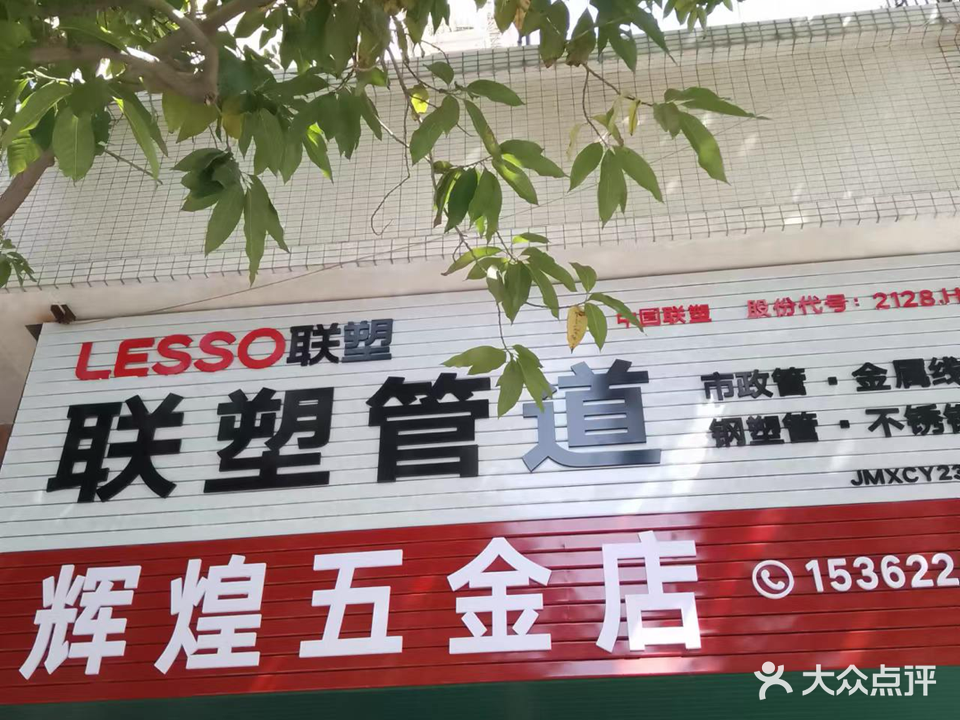 LESSO联塑
中国联塑 股份代号：2128.H
联塑管道
市政管·金属线
钢塑管·不锈钢
JMXCY23
辉煌五金店
153622
大众点评